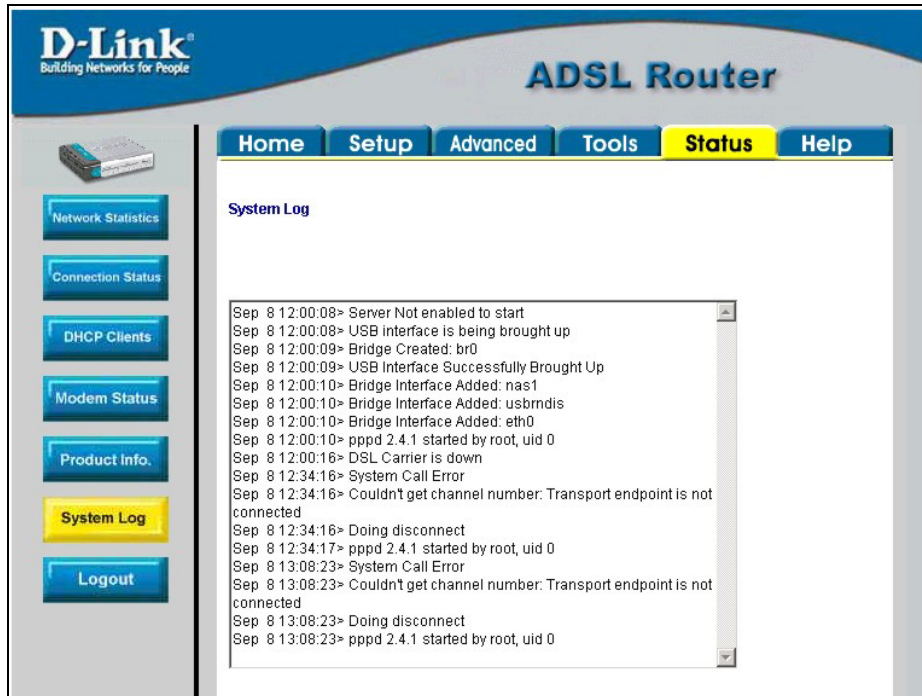 D-Link®
Building Networks for People
ADSL Router
Home Setup Advanced Tools Status Help
Network Statistics
Connection Status
DHCP Clients
Modem Status
Product Info.
System Log
Logout
System Log
Sep 8 12:00:08> Server Not enabled to start
Sep 8 12:00:08> USB interface is being brought up
Sep 8 12:00:09> Bridge Created: br0
Sep 8 12:00:09> USB Interface Successfully Brought Up
Sep 8 12:00:10> Bridge Interface Added: nas1
Sep 8 12:00:10> Bridge Interface Added: usbrndis
Sep 8 12:00:10> Bridge Interface Added: eth0
Sep 8 12:00:10> pppd 2.4.1 started by root, uid 0
Sep 8 12:00:16> DSL Carrier is down
Sep 8 12:34:16> System Call Error
Sep 8 12:34:16> Couldn't get channel number: Transport endpoint is not
connected
Sep 8 12:34:16> Doing disconnect
Sep 8 12:34:17> pppd 2.4.1 started by root, uid 0
Sep 8 13:08:23> System Call Error
Sep 8 13:08:23> Couldn't get channel number: Transport endpoint is not
connected
Sep 8 13:08:23> Doing disconnect
Sep 8 13:08:23> pppd 2.4.1 started by root, uid 0